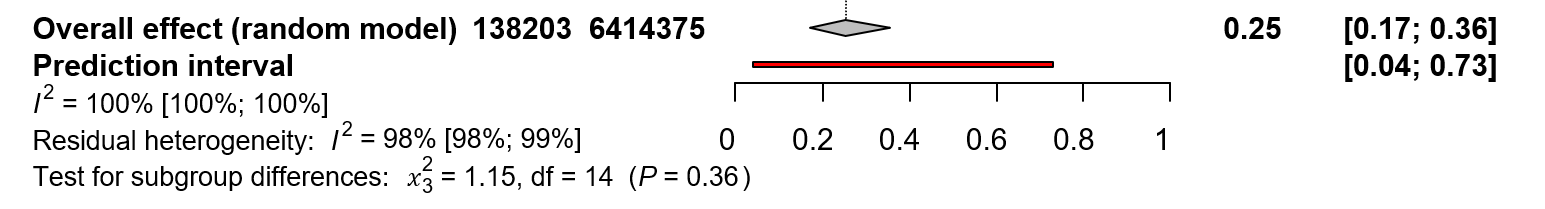 Overall effect (random model) 138203 6414375 0.25 [0.17; 0.36]
Prediction interval [0.04; 0.73]
I² = 100% [100%; 100%]
Residual heterogeneity: I² = 98% [98%; 99%]
0 0.2 0.4 0.6 0.8 1
Test for subgroup differences: x²₃ = 1.15, df = 14 (P = 0.36)